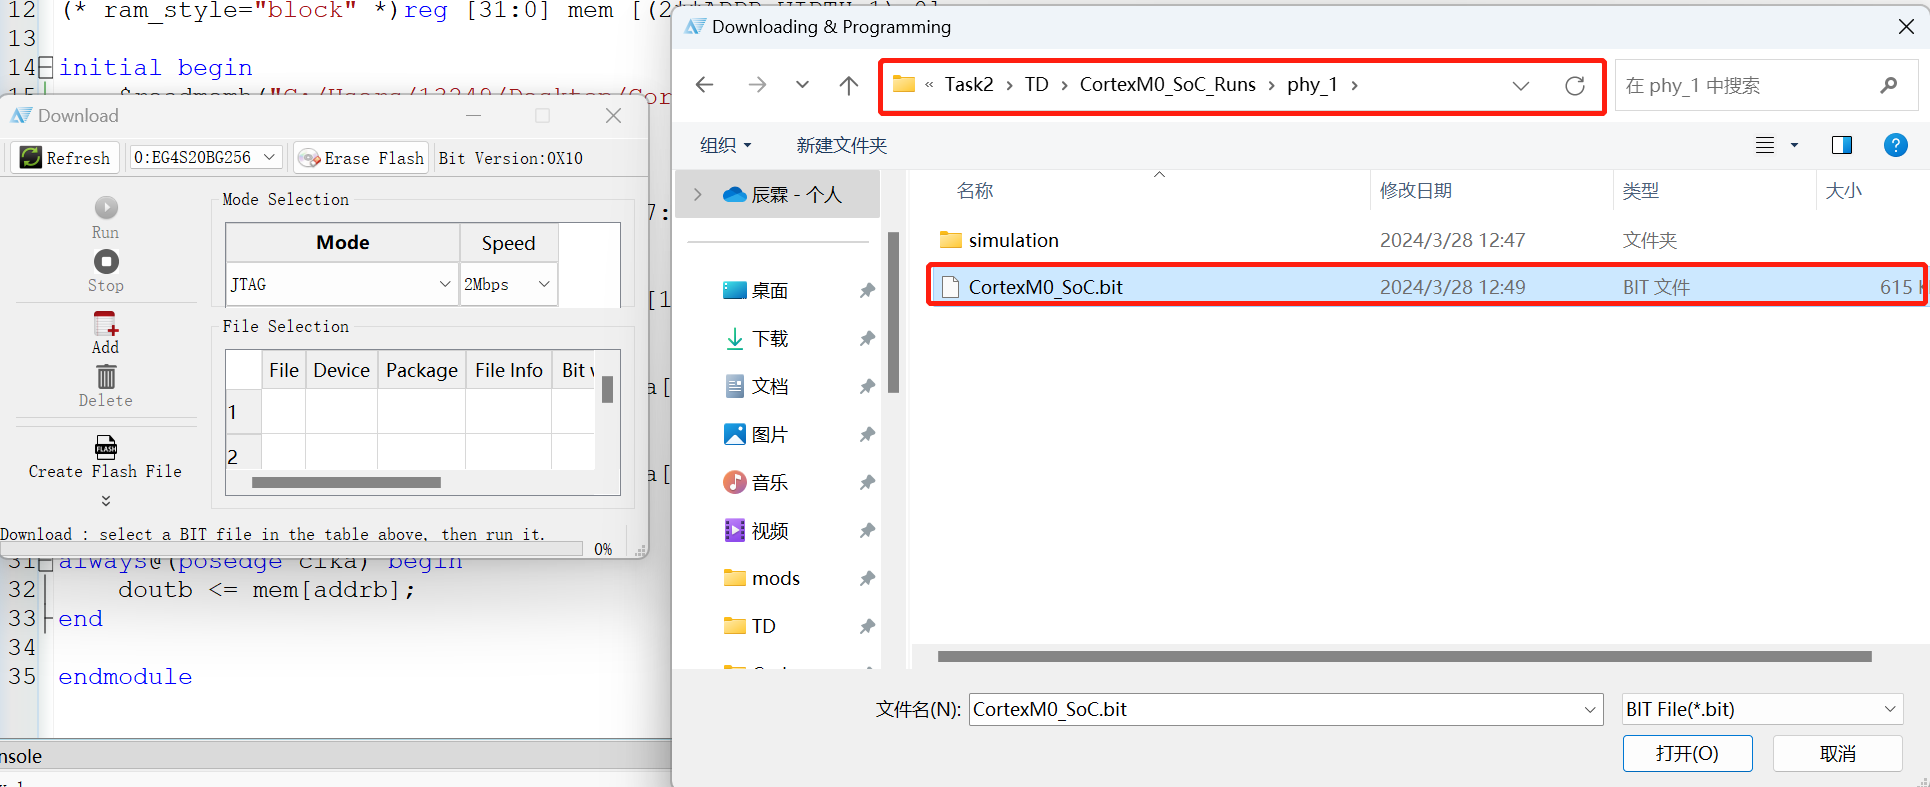 12 (* ram_style="block" *)reg [31:0] mem
13
14 initial begin
Download
Refresh 0:EG4S20BG256 Erase Flash Bit Version:0X10
Run
Stop
Add
Delete
Create Flash File
Mode Selection
Mode Speed
JTAG 2Mbps
File Selection
File Device Package File Info Bit
1
2
Download : select a BIT file in the table above, then run it.
0%
31 always@(posedge clka) begin
32 doutb <= mem[addrb];
33 end
34
35 endmodule
nsole
Downloading & Programming
« Task2 › TD › CortexM0_SoC_Runs › phy_1 ›
在 phy_1 中搜索
组织 新建文件夹
辰霖 - 个人
桌面
下载
文档
图片
音乐
视频
mods
TD
名称 修改日期 类型 大小
simulation 2024/3/28 12:47 文件夹
CortexM0_SoC.bit 2024/3/28 12:49 BIT 文件 615 K
文件名(N): CortexM0_SoC.bit BIT File(*.bit)
打开(O) 取消